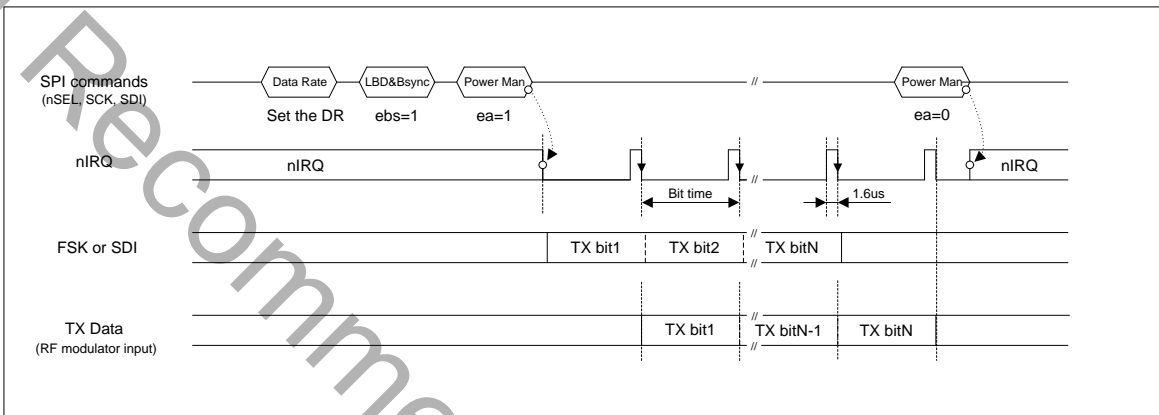 Recomme
SPI commands
(nSEL, SCK, SDI)
Data Rate
LBD&Bsync
Power Man
//
Power Man
Set the DR
ebs=1
ea=1
ea=0
nIRQ
nIRQ
//
nIRQ
Bit time
1.6us
FSK or SDI
TX bit1
TX bit2
//
TX bitN
//
TX Data
(RF modulator input)
TX bit1
//
TX bitN-1
//
TX bitN